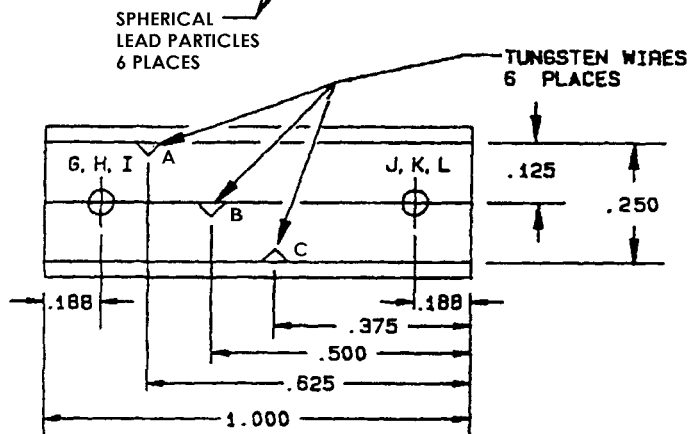 SPHERICAL
LEAD PARTICLES
6 PLACES
TUNGSTEN WIRES
6 PLACES
A
G, H, I
J, K, L
.125
.250
B
C
.188
.188
.375
.500
.625
1.000